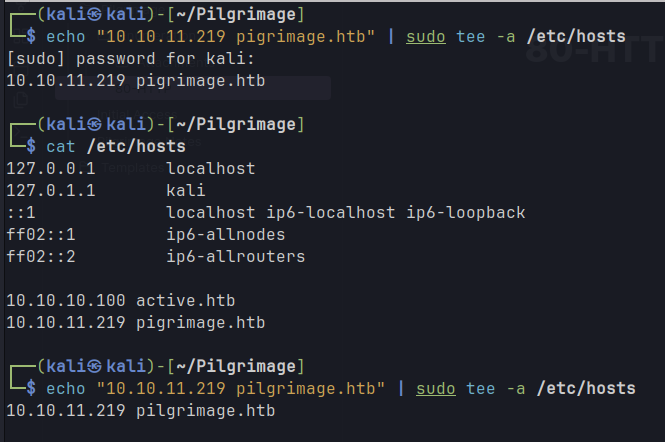 ┌──(kali㉿kali)-[~/Pilgrimage]
└─$ echo "10.10.11.219 pigrimage.htb" | sudo tee -a /etc/hosts
[sudo] password for kali:
10.10.11.219 pigrimage.htb
┌──(kali㉿kali)-[~/Pilgrimage]
└─$ cat /etc/hosts
127.0.0.1       localhost
127.0.1.1       kali
::1             localhost ip6-localhost ip6-loopback
ff02::1         ip6-allnodes
ff02::2         ip6-allrouters
10.10.10.100 active.htb
10.10.11.219 pigrimage.htb
┌──(kali㉿kali)-[~/Pilgrimage]
└─$ echo "10.10.11.219 pilgrimage.htb" | sudo tee -a /etc/hosts
10.10.11.219 pilgrimage.htb
80-HTT